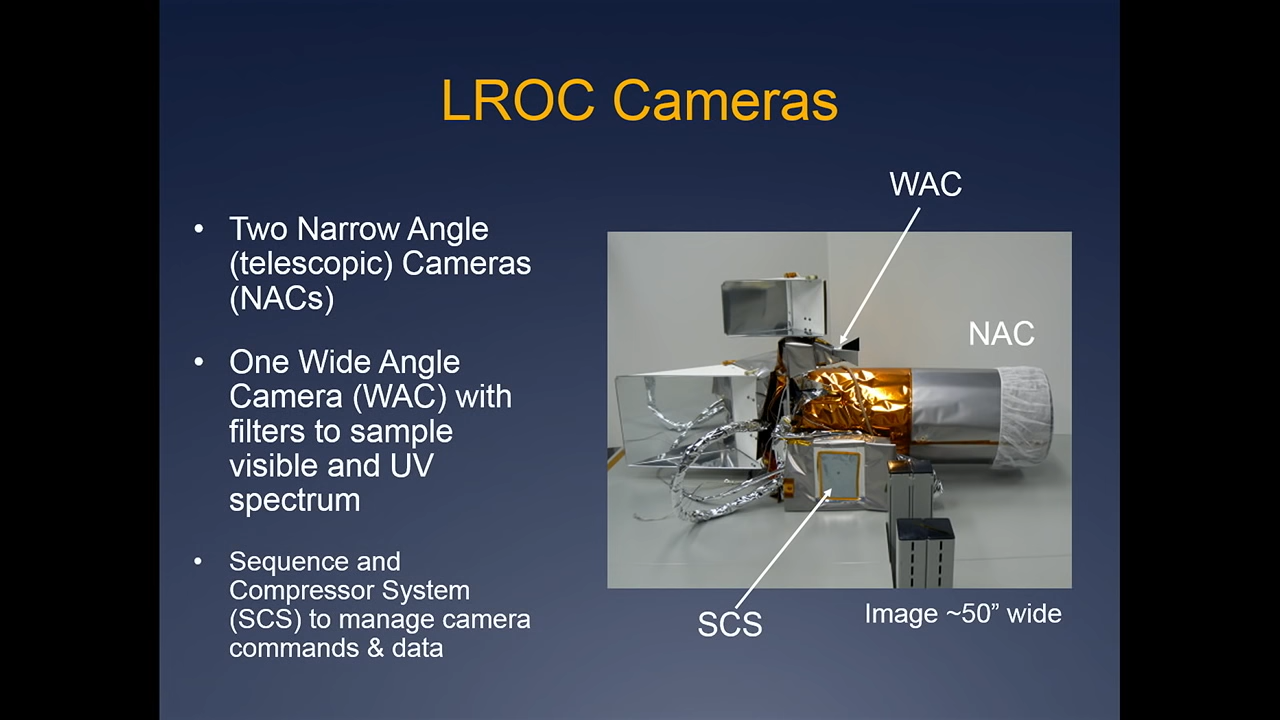 LROC Cameras
WAC
• Two Narrow Angle
(telescopic) Cameras
(NACs)
NAC
• One Wide Angle
Camera (WAC) with
filters to sample
visible and UV
spectrum
• Sequence and
Compressor System
(SCS) to manage camera
commands & data
SCS
Image ~50” wide